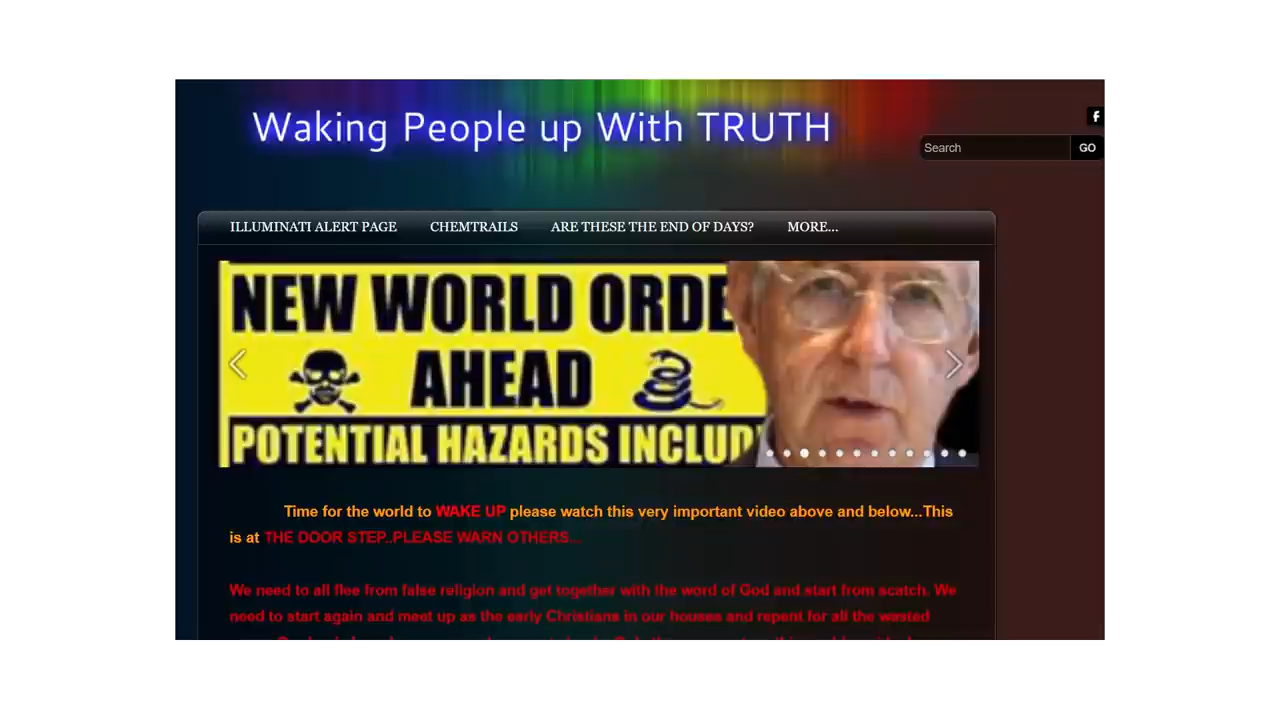 Waking People up With TRUTH
f
Search
GO
ILLUMINATI ALERT PAGE CHEMTRAILS ARE THESE THE END OF DAYS? MORE...
NEW WORLD ORDE
AHEAD
POTENTIAL HAZARDS INCLUD
Time for the world to WAKE UP please watch this very important video above and below...This
is at THE DOOR STEP..PLEASE WARN OTHERS...
We need to all flee from false religion and get together with the word of God and start from scatch. We
need to start again and meet up as the early Christians in our houses and repent for all the wasted